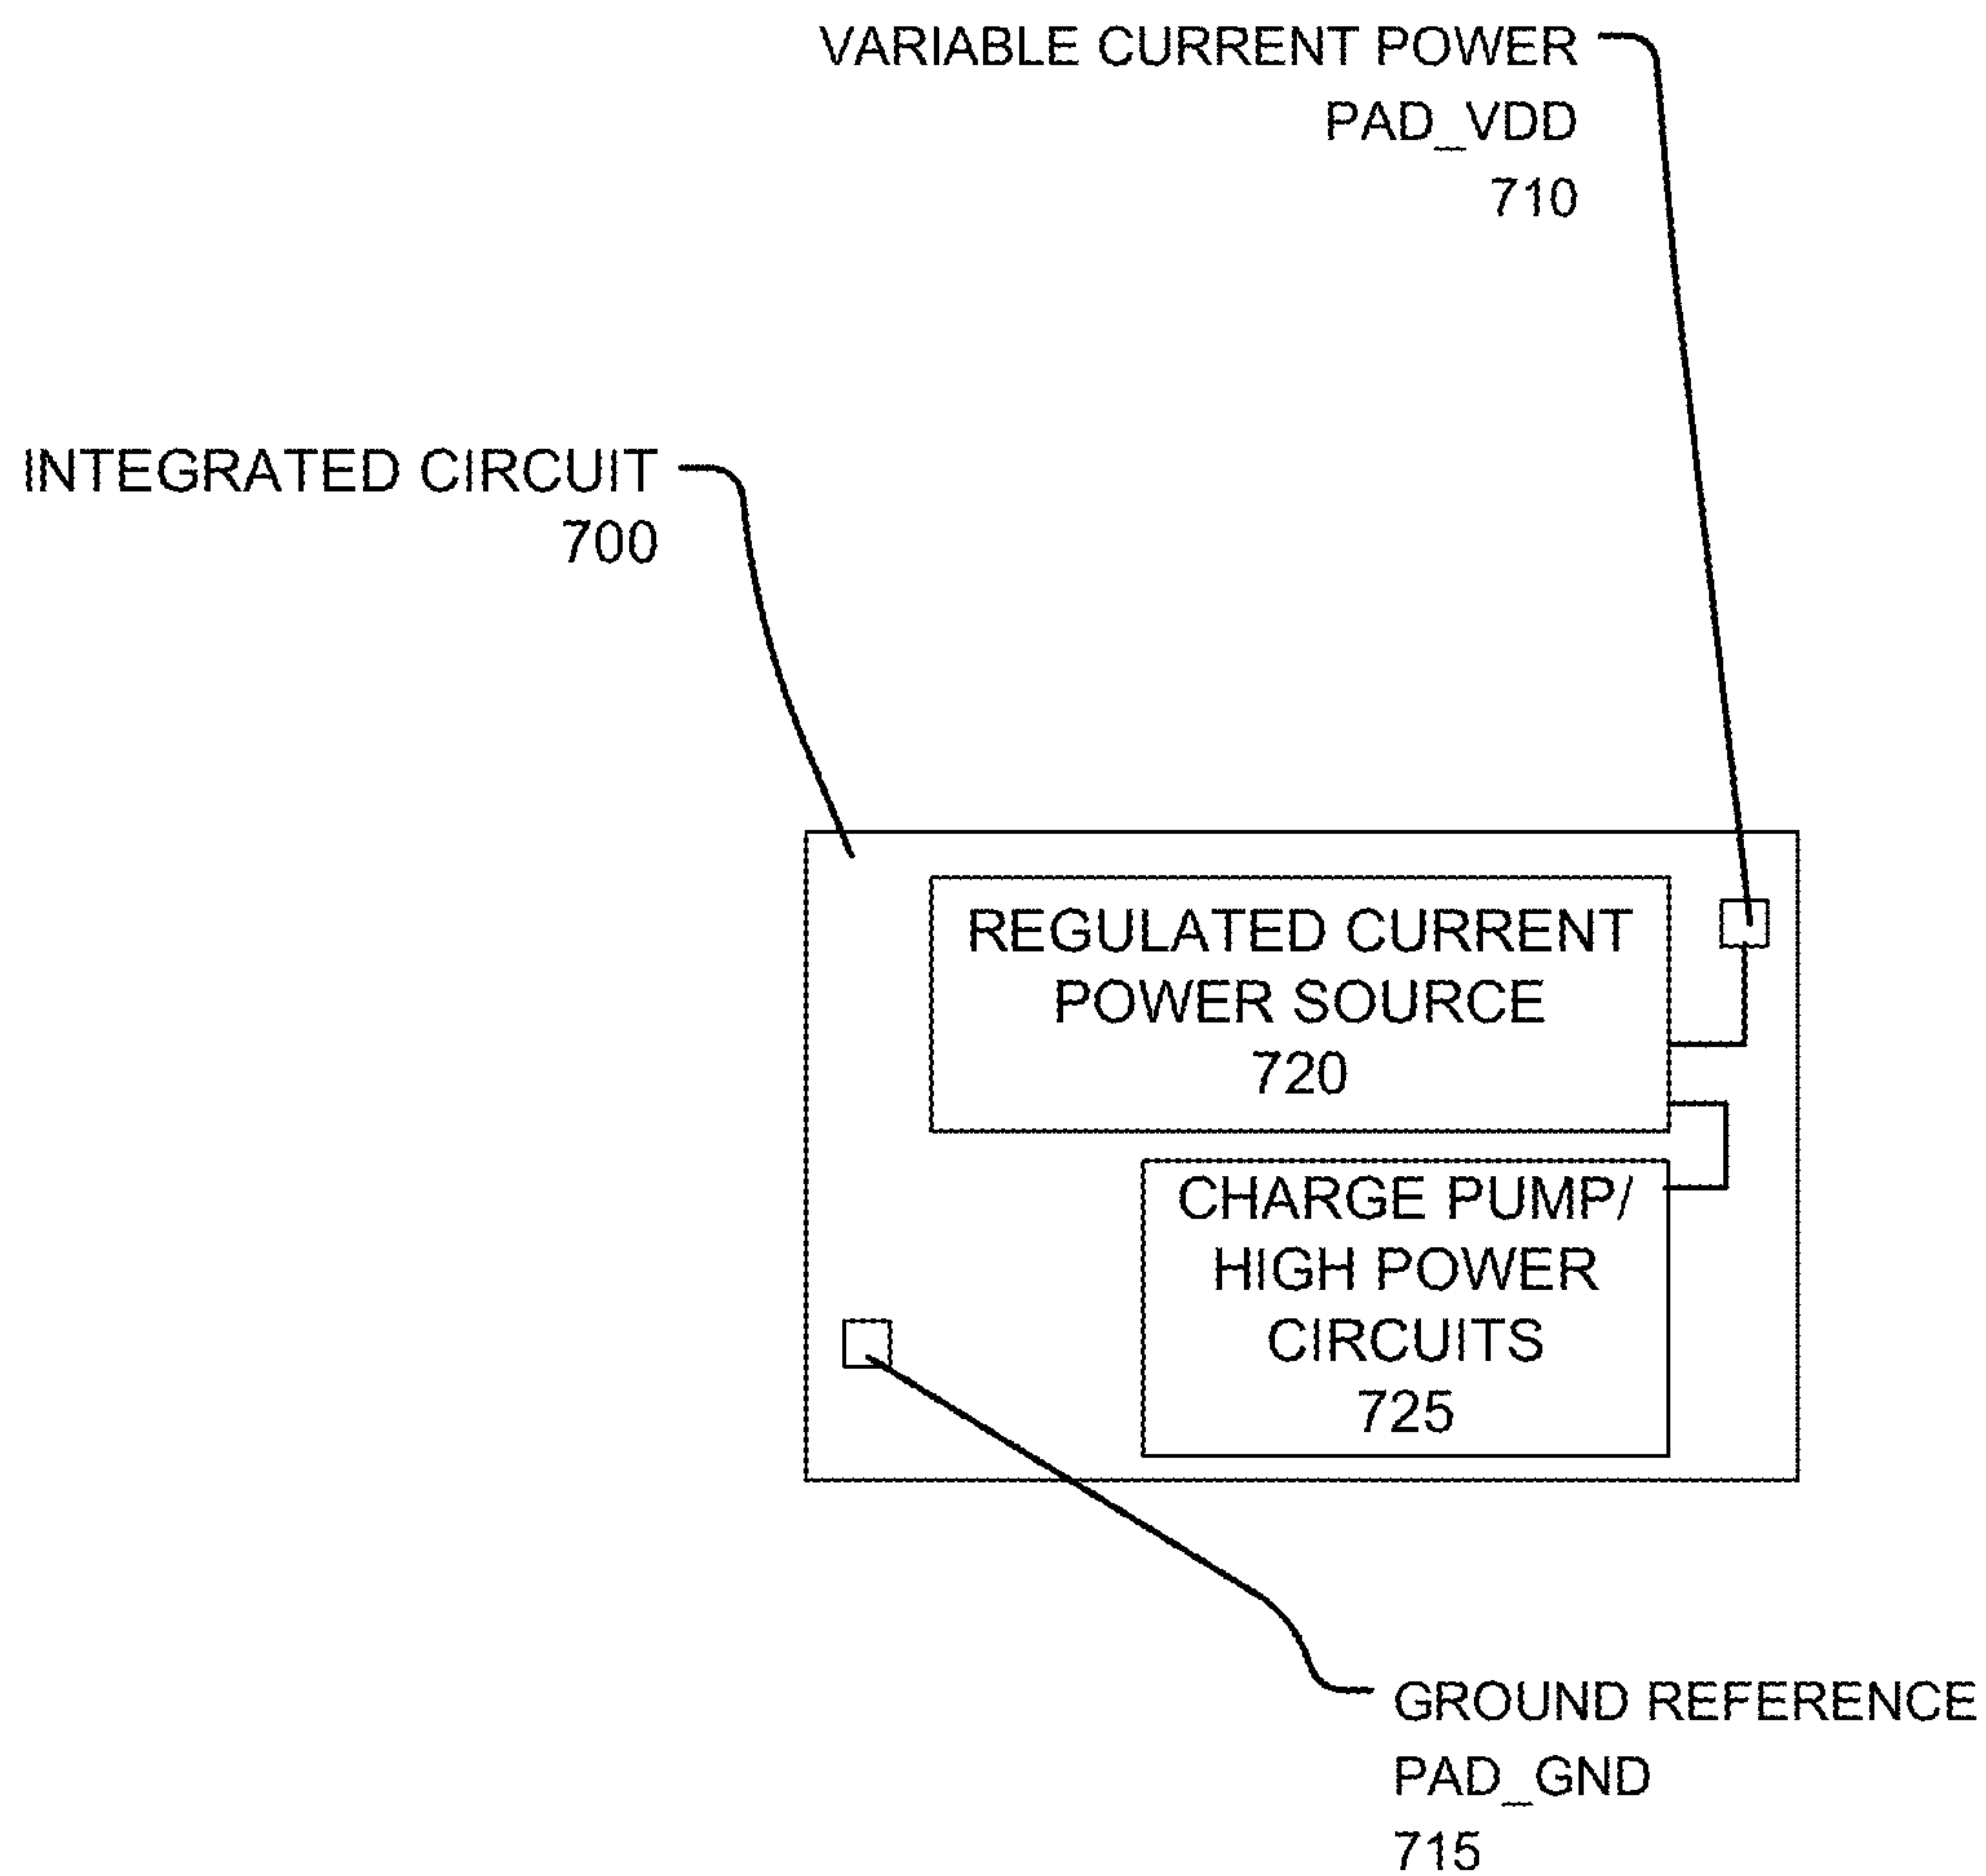 VARIABLE CURRENT POWER
PAD_VDD
710
INTEGRATED CIRCUIT
700
REGULATED CURRENT
POWER SOURCE
720
CHARGE PUMP/
HIGH POWER
CIRCUITS
725
GROUND REFERENCE
PAD_GND
715